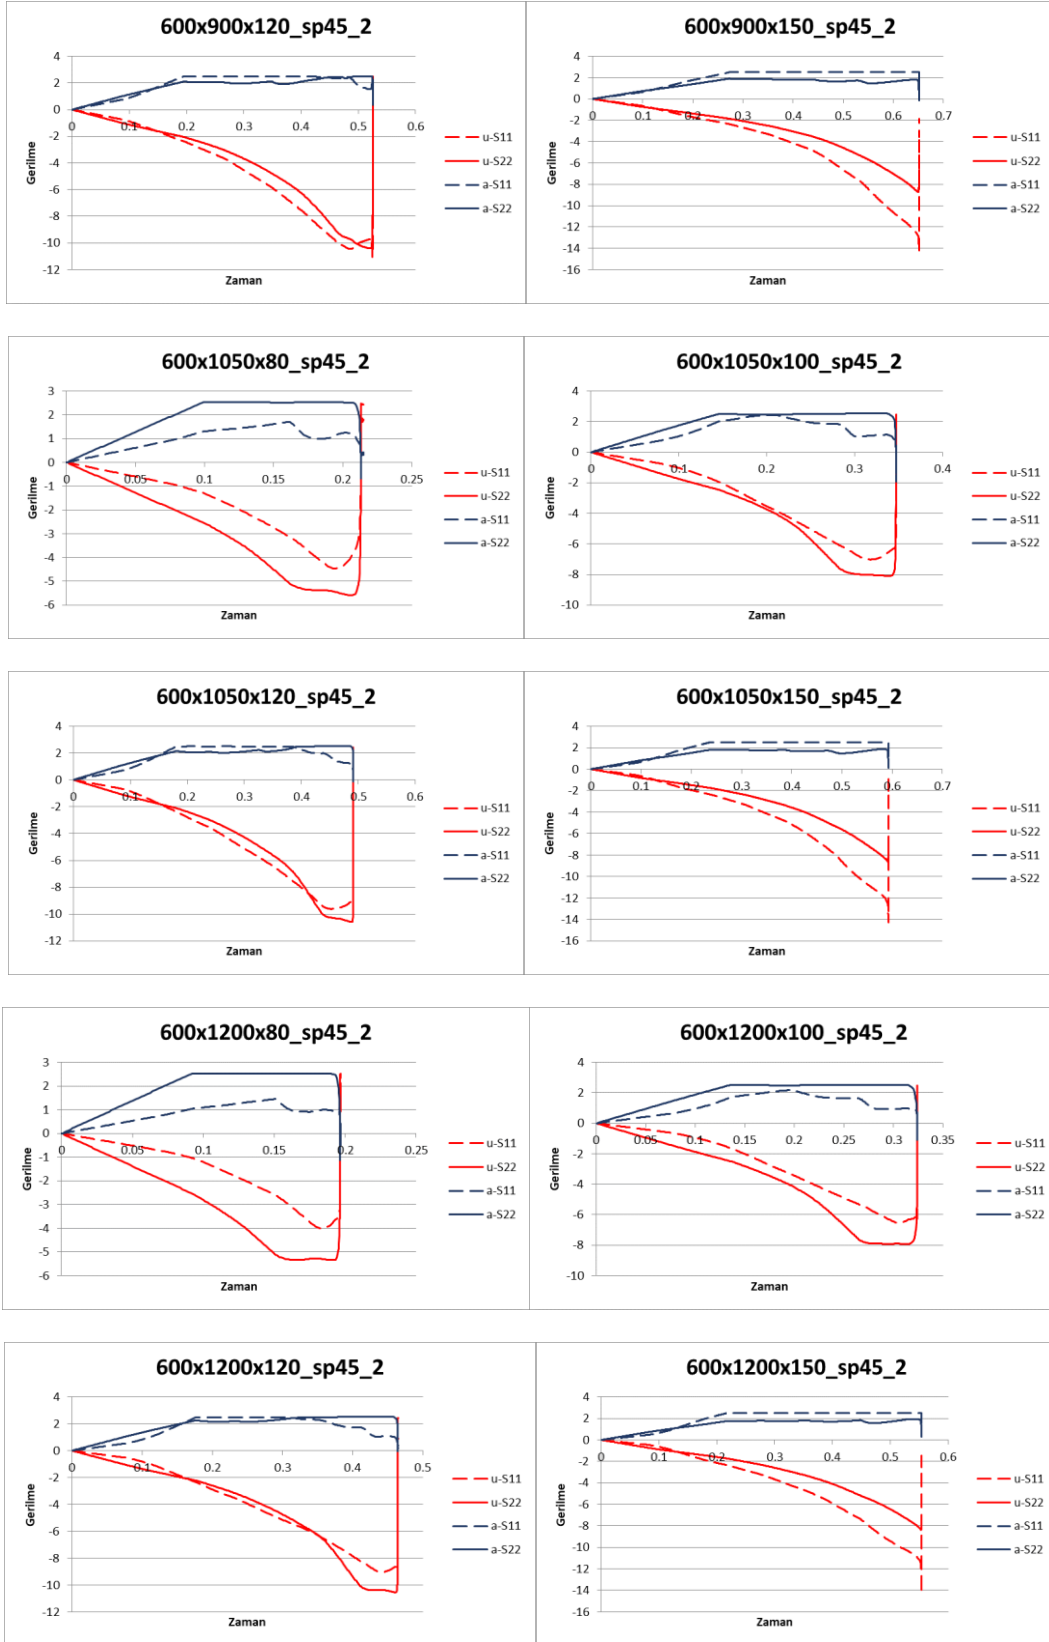 600x900x120_sp45_2
4
2
0
-2
-4
-6
-8
-10
-12
0
0.1
0.2
0.3
0.4
0.5
0.6
Gerilme
Zaman
u-S11
u-S22
a-S11
a-S22
600x900x150_sp45_2
4
2
0
-2
-4
-6
-8
-10
-12
-14
-16
0
0.1
0.2
0.3
0.4
0.5
0.6
0.7
Gerilme
Zaman
u-S11
u-S22
a-S11
a-S22
600x1050x80_sp45_2
3
2
1
0
-1
-2
-3
-4
-5
-6
0
0.05
0.1
0.15
0.2
0.25
Gerilme
Zaman
u-S11
u-S22
a-S11
a-S22
600x1050x100_sp45_2
4
2
0
-2
-4
-6
-8
-10
0
0.1
0.2
0.3
0.4
Gerilme
Zaman
u-S11
u-S22
a-S11
a-S22
600x1050x120_sp45_2
4
2
0
-2
-4
-6
-8
-10
-12
0
0.1
0.2
0.3
0.4
0.5
0.6
Gerilme
Zaman
u-S11
u-S22
a-S11
a-S22
600x1050x150_sp45_2
4
2
0
-2
-4
-6
-8
-10
-12
-14
-16
0
0.1
0.2
0.3
0.4
0.5
0.6
0.7
Gerilme
Zaman
u-S11
u-S22
a-S11
a-S22
600x1200x80_sp45_2
3
2
1
0
-1
-2
-3
-4
-5
-6
0
0.05
0.1
0.15
0.2
0.25
Gerilme
Zaman
u-S11
u-S22
a-S11
a-S22
600x1200x100_sp45_2
4
2
0
-2
-4
-6
-8
-10
0
0.05
0.1
0.15
0.2
0.25
0.3
0.35
Gerilme
Zaman
u-S11
u-S22
a-S11
a-S22
600x1200x120_sp45_2
4
2
0
-2
-4
-6
-8
-10
-12
0
0.1
0.2
0.3
0.4
0.5
Gerilme
Zaman
u-S11
u-S22
a-S11
a-S22
600x1200x150_sp45_2
4
2
0
-2
-4
-6
-8
-10
-12
-14
-16
0
0.1
0.2
0.3
0.4
0.5
0.6
Gerilme
Zaman
u-S11
u-S22
a-S11
a-S22